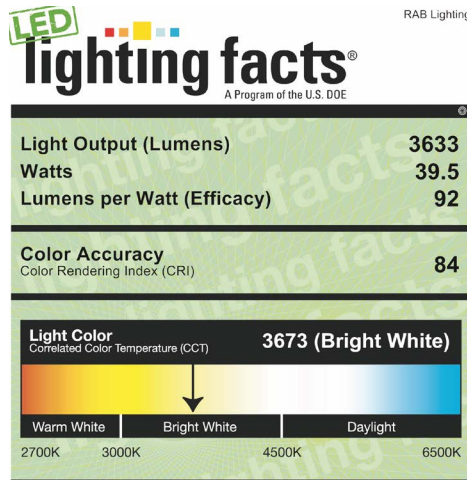 RAB Lighting
LED
lighting facts®
A Program of the U.S. DOE
Light Output (Lumens) 3633
Watts 39.5
Lumens per Watt (Efficacy) 92
Color Accuracy
Color Rendering Index (CRI) 84
Light Color
Correlated Color Temperature (CCT) 3673 (Bright White)
Warm White Bright White Daylight
2700K 3000K 4500K 6500K